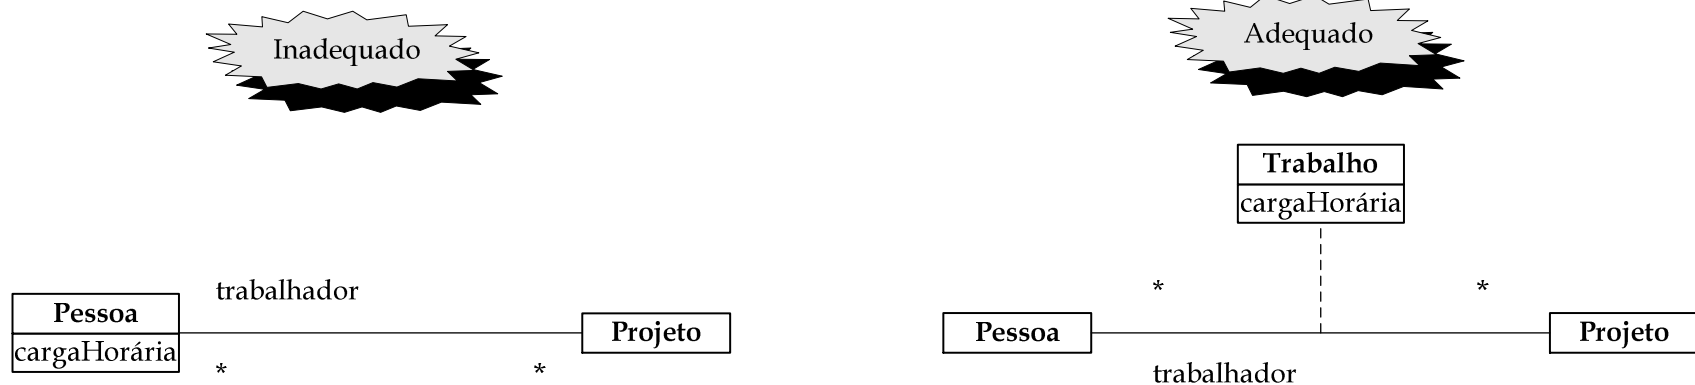 Inadequado
trabalhador
Pessoa
cargaHorária
Projeto
*
*
Adequado
Trabalho
cargaHorária
*
*
Pessoa
Projeto
trabalhador